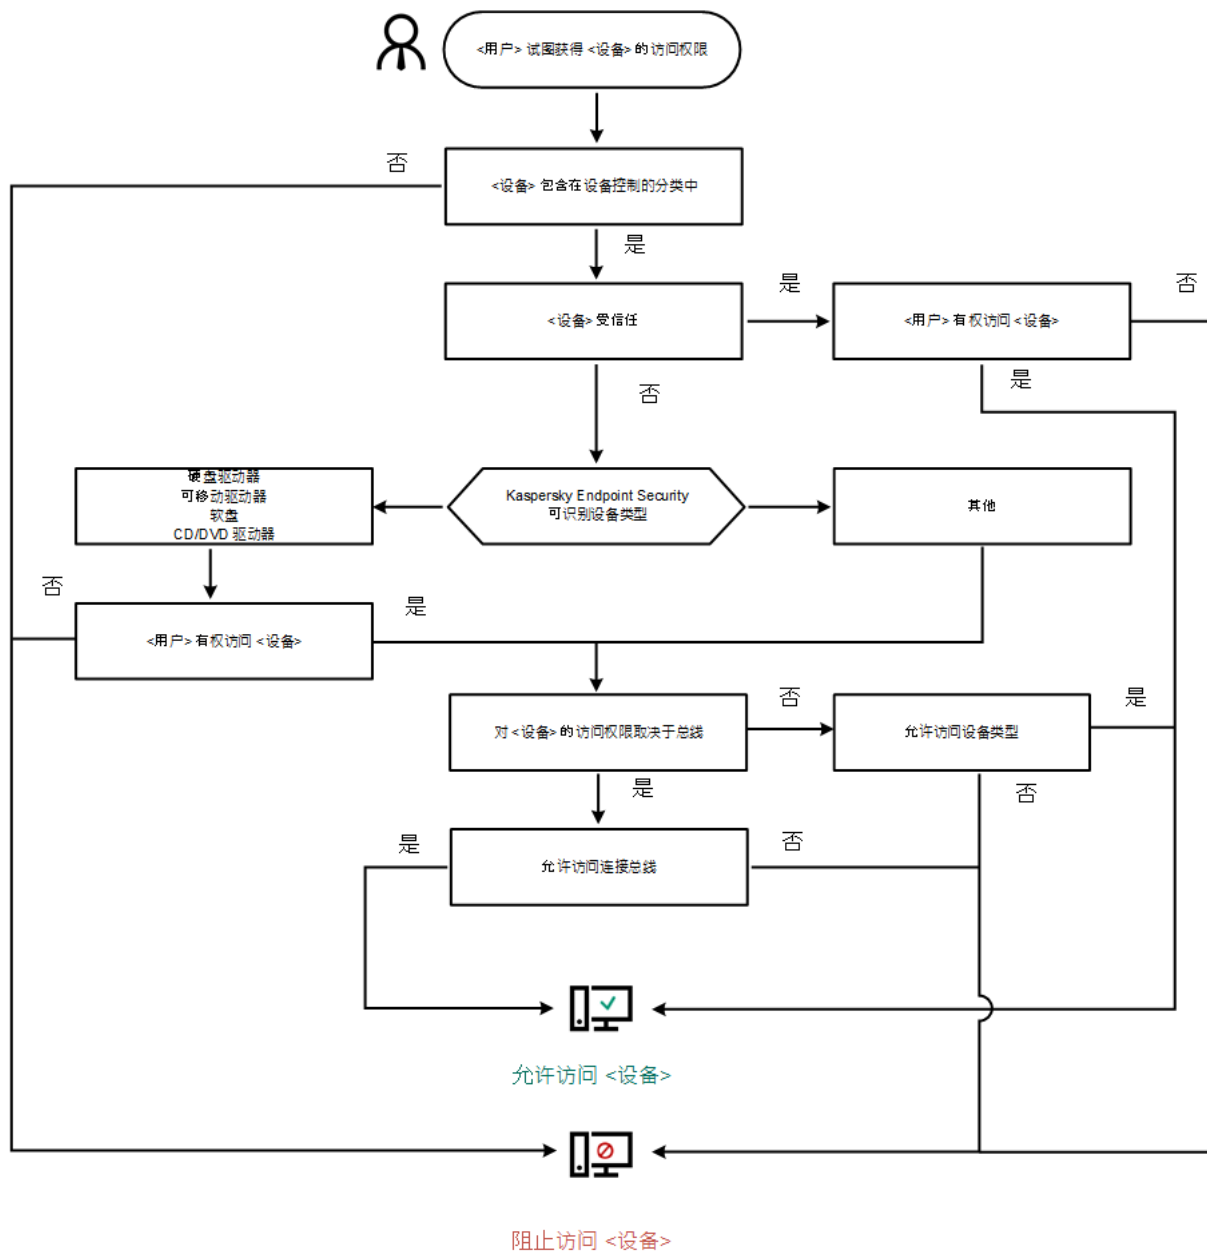 <用户> 试图获得 <设备> 的访问权限
否
<设备> 包含在设备控制的分类中
是
<设备> 受信任
是
<用户> 有权访问 <设备>
否
否
是
硬盘驱动器
可移动驱动器
软盘
CD/DVD 驱动器
Kaspersky Endpoint Security
可识别设备类型
其他
否
<用户> 有权访问 <设备>
是
对 <设备> 的访问权限取决于总线
否
允许访问设备类型
是
是
否
是
允许访问连接总线
否
允许访问 <设备>
阻止访问 <设备>